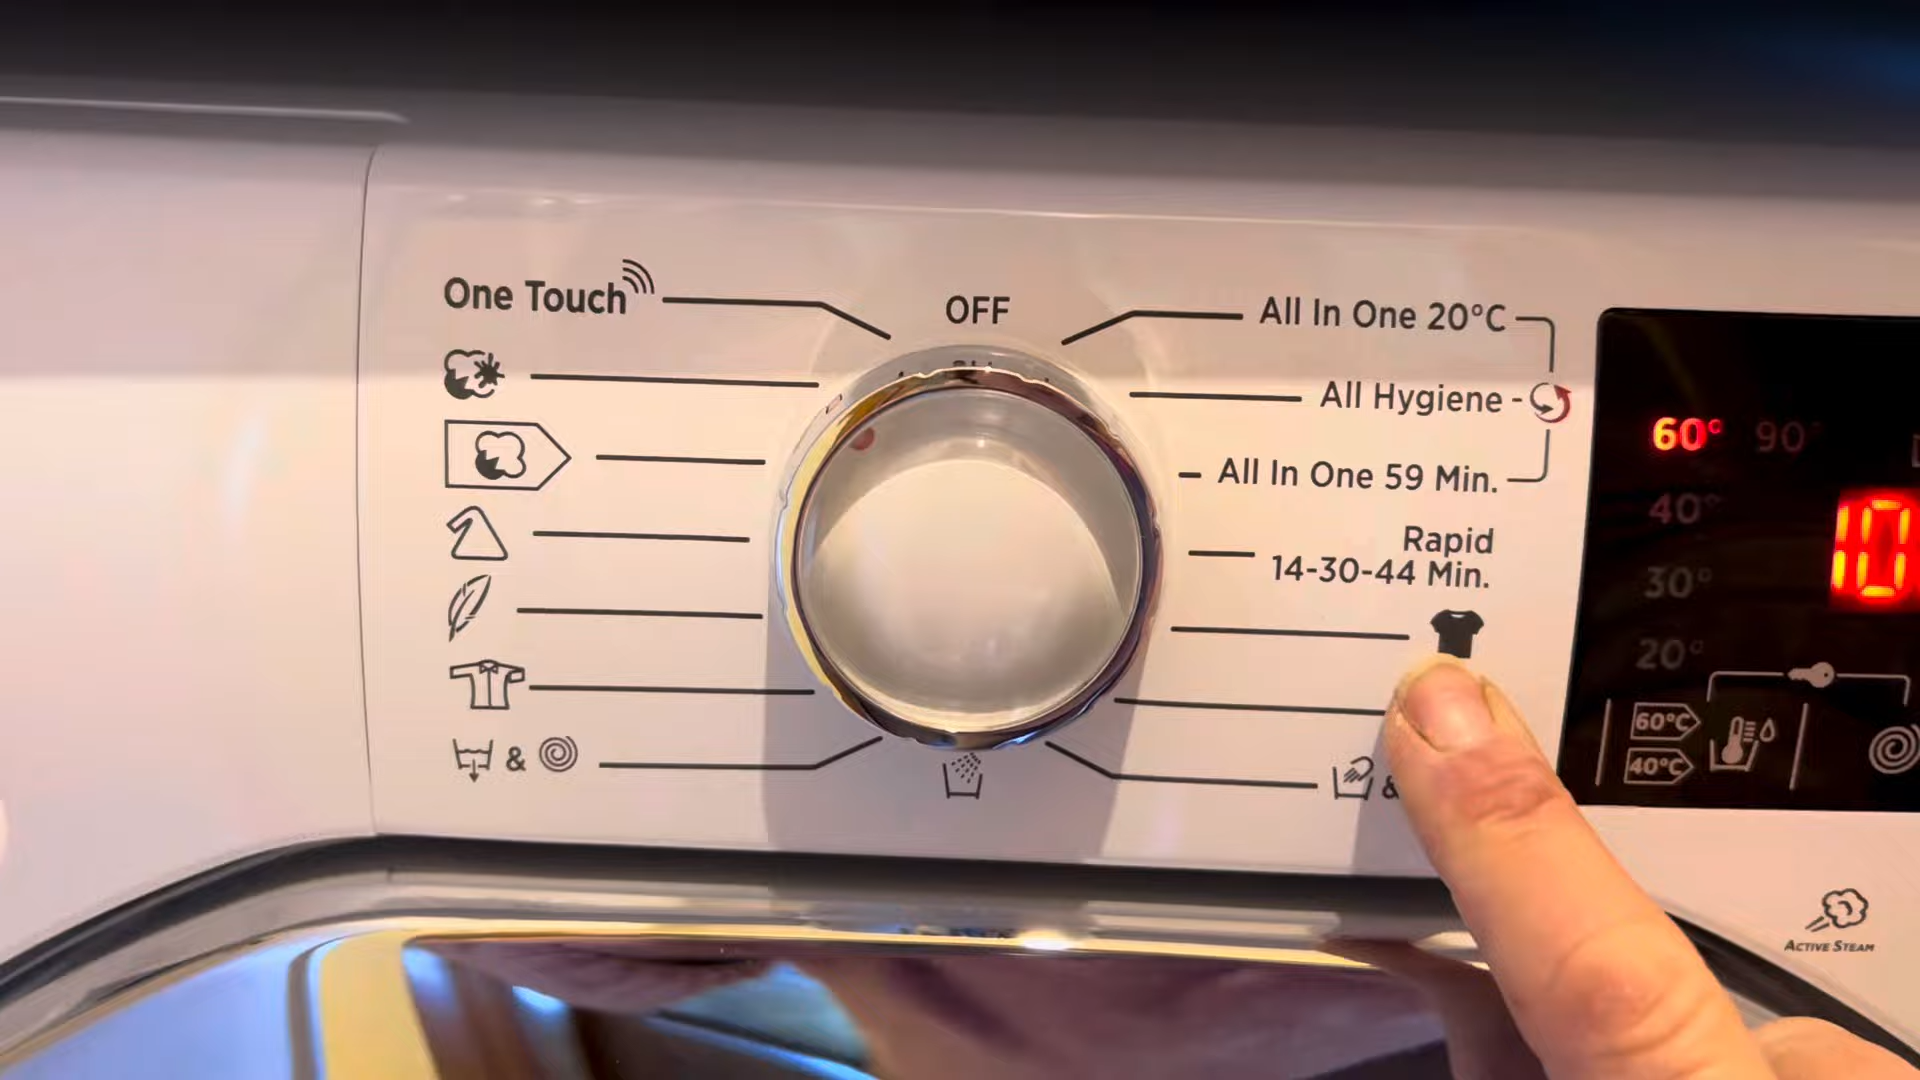 One Touch
OFF
All In One 20°C
All Hygiene -
&
All In One 59 Min.
Rapid
14-30-44 Min.
&
60° 90
40°
30°
20°
60°C
40°C
10
ACTIVE STEAM